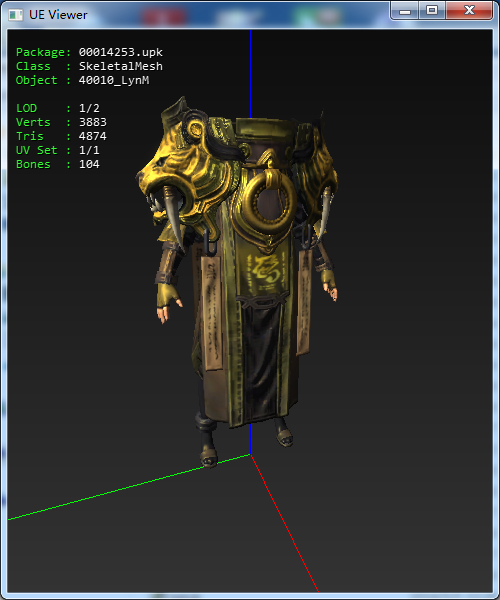 UE Viewer
Package: 00014253.upk
Class : SkeletalMesh
Object : 40010_LynM
LOD : 1/2
Verts : 3883
Tris : 4874
UV Set : 1/1
Bones : 104